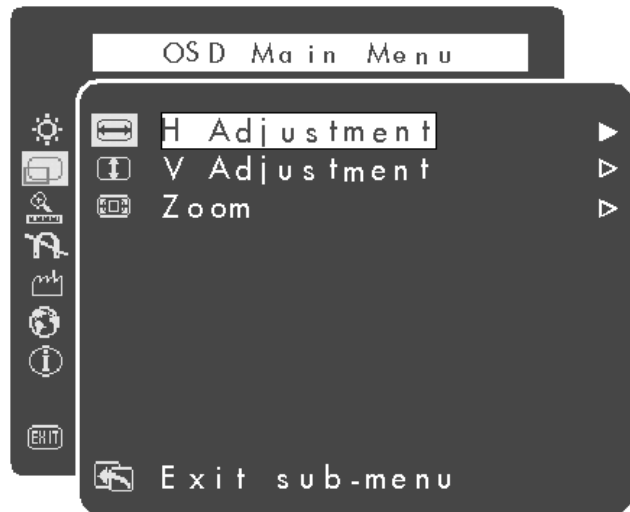 OSD Main Menu
H Adjustment
V Adjustment
Zoom
EXIT
Exit sub-menu